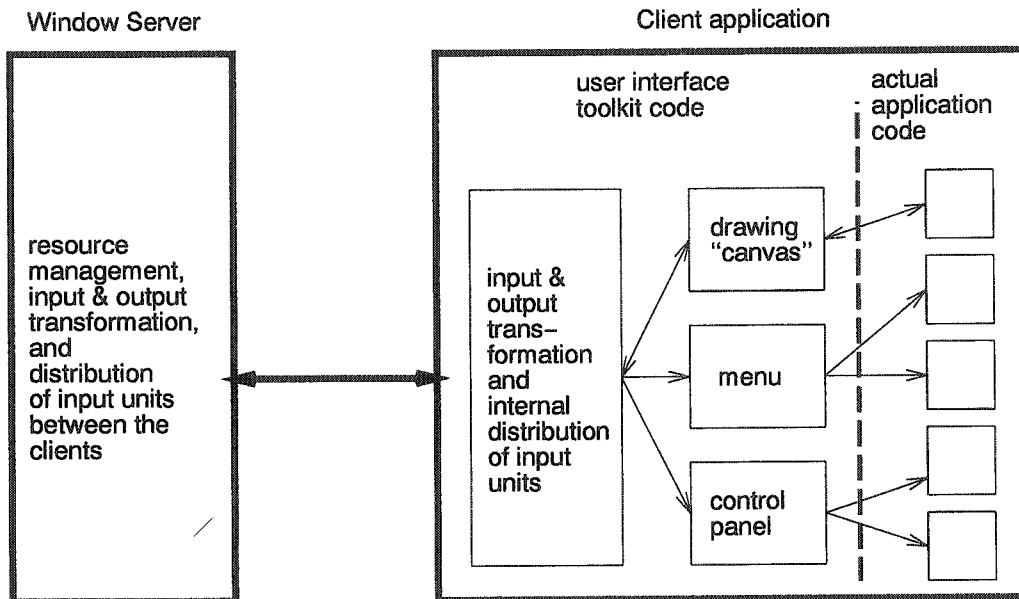 Window Server
Client application
user interface
toolkit code
actual
application
code
resource
management,
input & output
transformation,
and
distribution
of input units
between the
clients
input &
output
trans-
formation
and
internal
distribution
of input
units
drawing
“canvas”
menu
control
panel